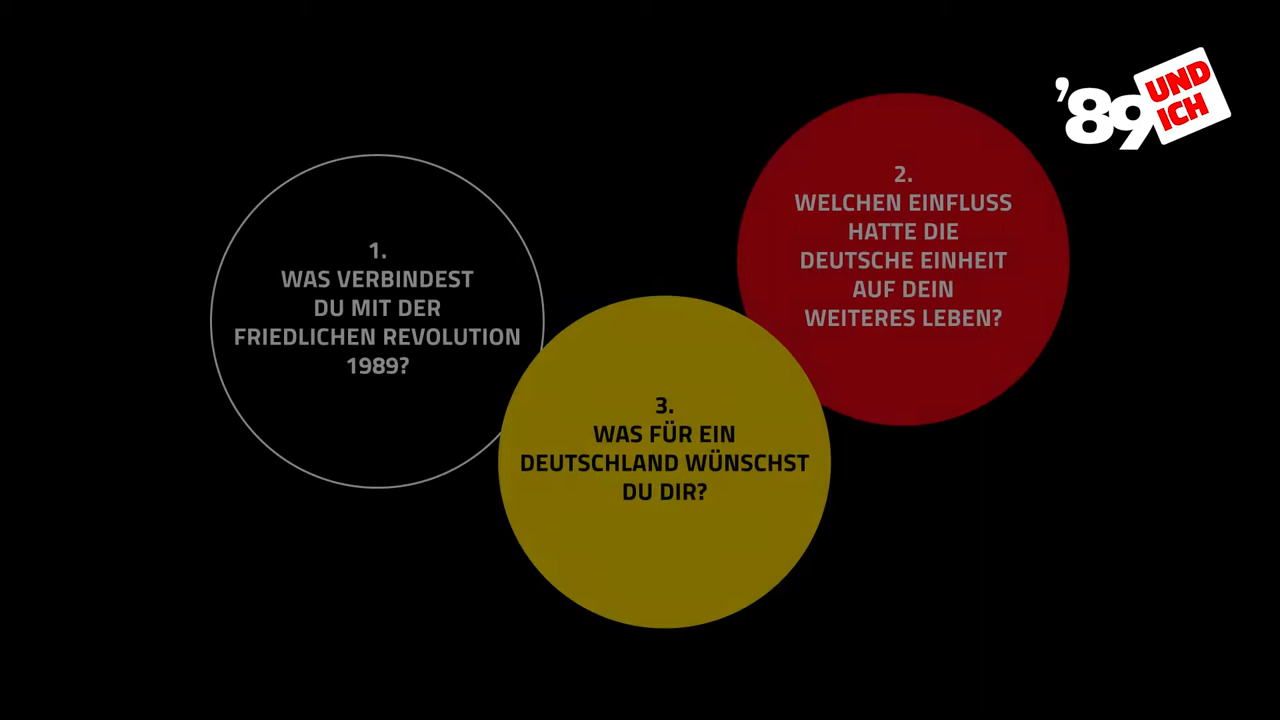 ’89 UND
ICH
1.
WAS VERBINDEST
DU MIT DER
FRIEDLICHEN REVOLUTION
1989?
2.
WELCHEN EINFLUSS
HATTE DIE
DEUTSCHE EINHEIT
AUF DEIN
WEITERES LEBEN?
3.
WAS FÜR EIN
DEUTSCHLAND WÜNSCHST
DU DIR?